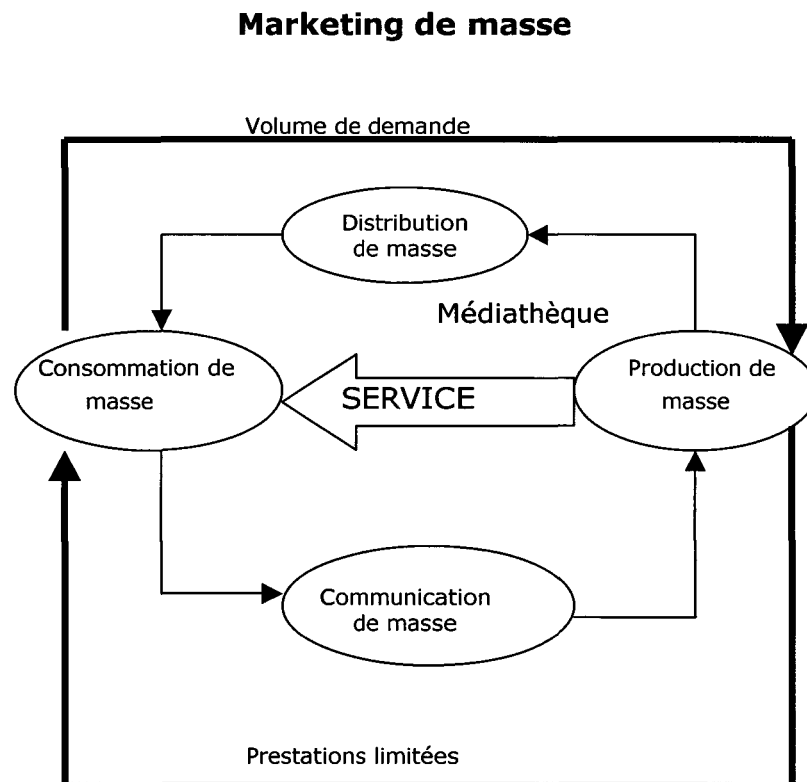 Marketing de masse
Volume de demande
Distribution
de masse
Médiathèque
Consommation de
masse
SERVICE
Production de
masse
Communication
de masse
Prestations limitées